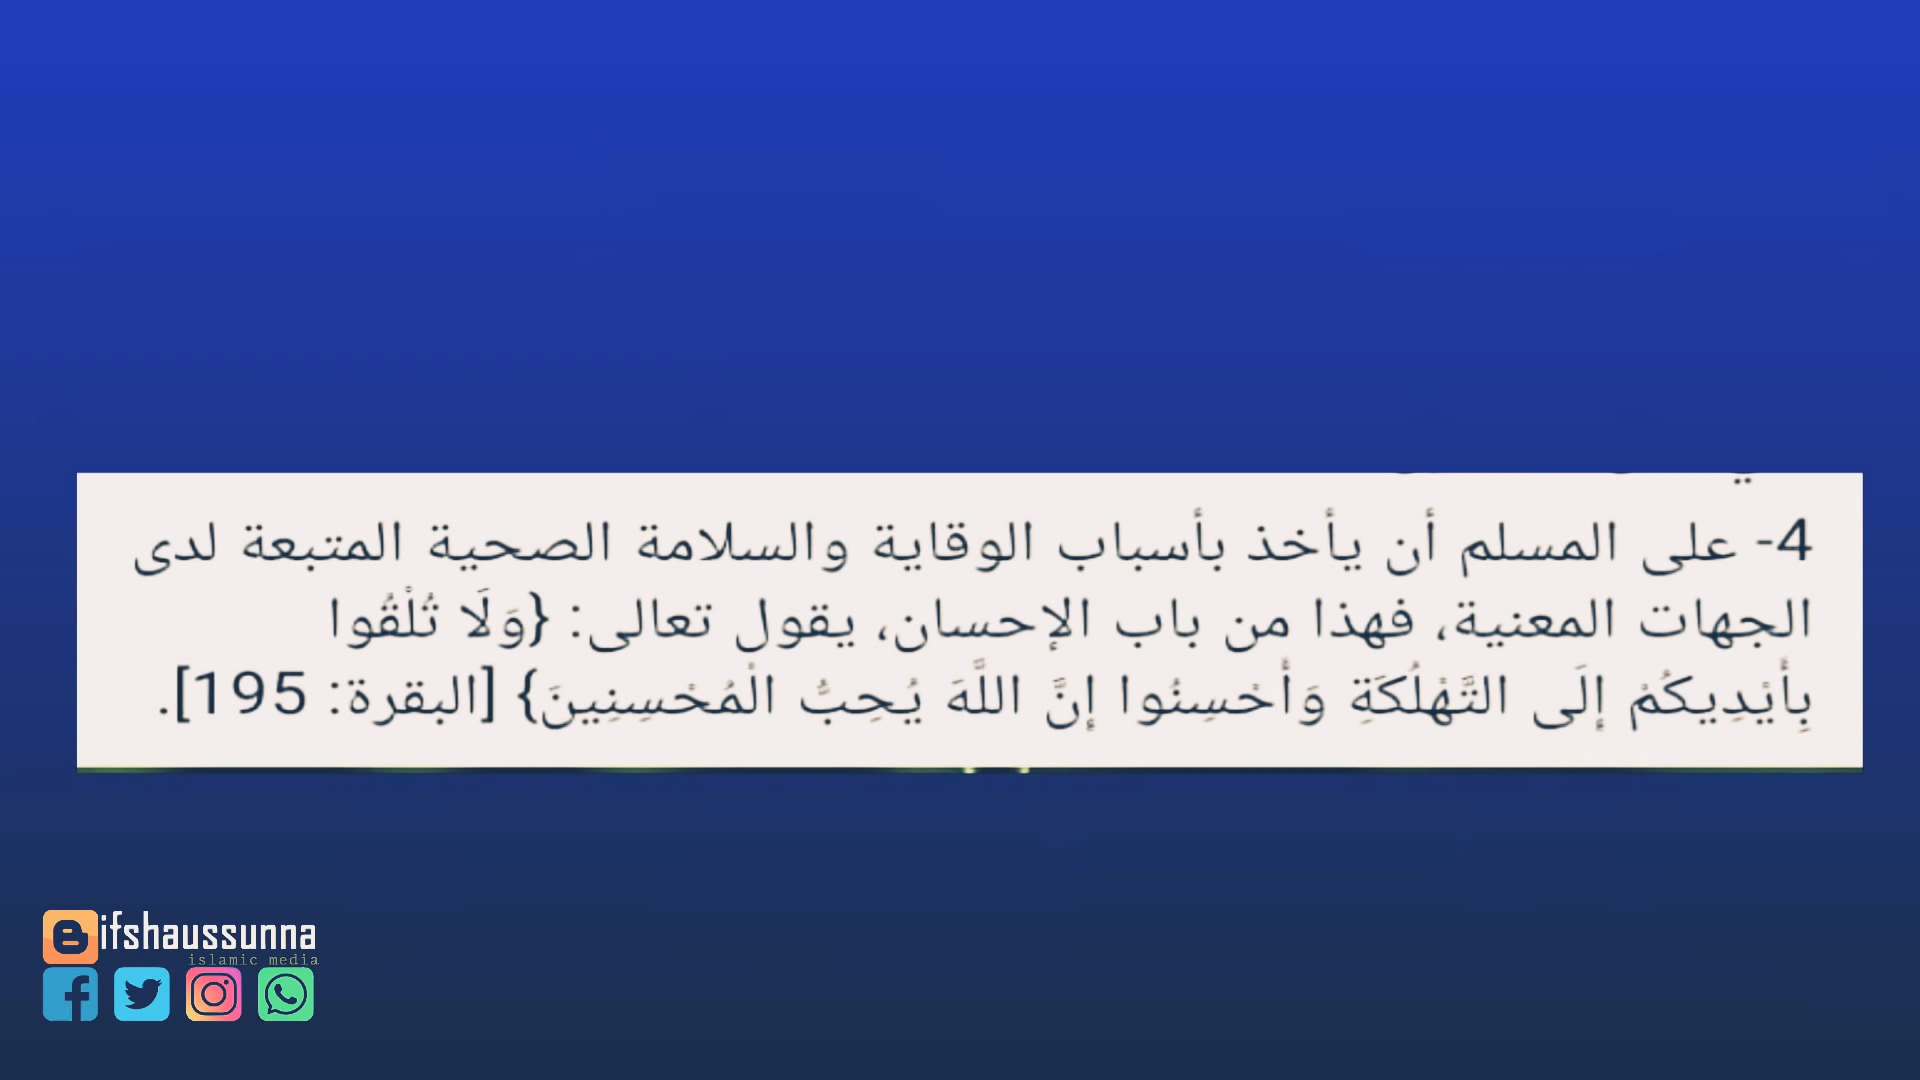 4- على المسلم أن يأخذ بأسباب الوقاية والسلامة الصحية المتبعة لدى
الجهات المعنية، فهذا من باب الإحسان، يقول تعالى: {وَلَا تُلْقُوا
بِأَيْدِيكُمْ إِلَى التَّهْلُكَةِ وَأَحْسِنُوا إِنَّ اللَّهَ يُحِبُّ الْمُحْسِنِينَ} [البقرة: 195].
ifshaussunna
islamic media